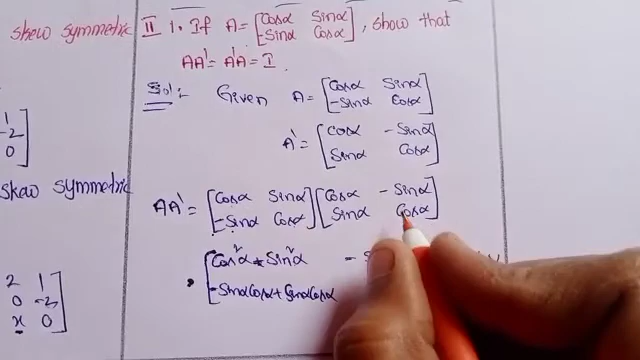 skew symmetric
1
-2
0
skaw symmetric
2 1
0 -2
x 0
II 1. If A = [Cosα Sinα
-Sinα Cosα], show that
AA' = A'A = I.
Sol:- Given A = [Cosα Sinα
-Sinα Cosα]
A' = [Cosα -Sinα
Sinα Cosα]
AA' = [Cosα Sinα
-Sinα Cosα] [Cosα -Sinα
Sinα Cosα]
[Cos²α + Sin²α - S
-SinαCosα + SinαCosα